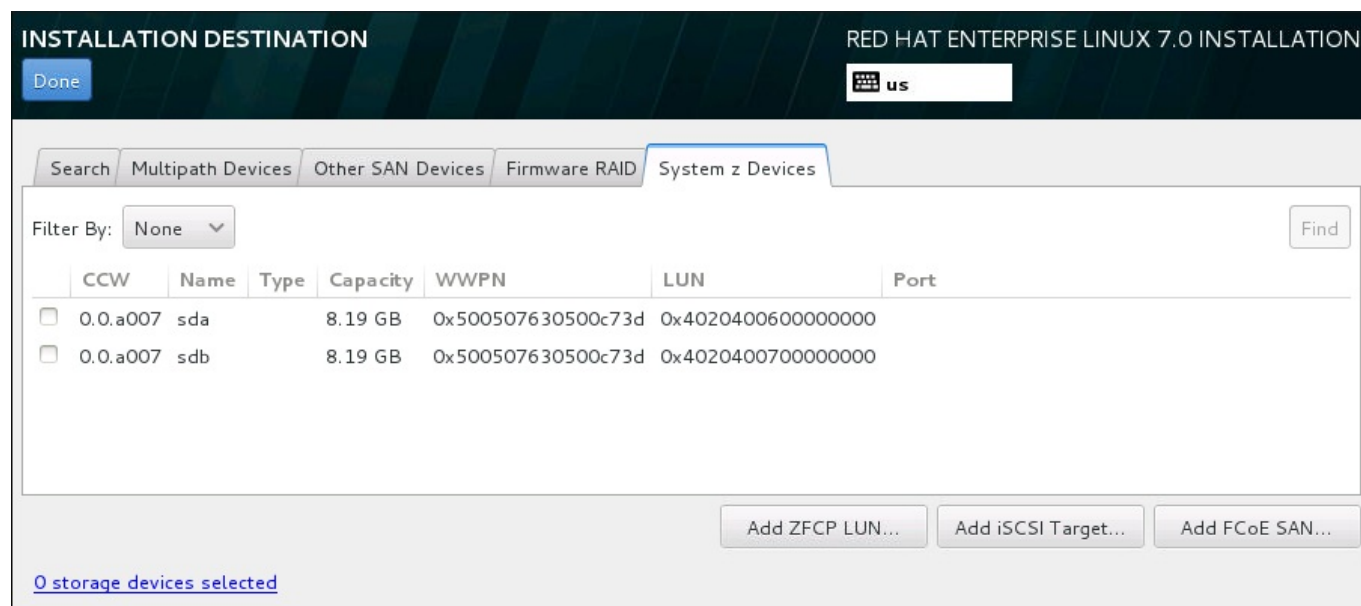 INSTALLATION DESTINATION
RED HAT ENTERPRISE LINUX 7.0 INSTALLATION
Done
us
Search Multipath Devices Other SAN Devices Firmware RAID System z Devices
Filter By: None Find
CCW Name Type Capacity WWPN LUN Port
0.0.a007 sda 8.19 GB 0x500507630500c73d 0x4020400600000000
0.0.a007 sdb 8.19 GB 0x500507630500c73d 0x4020400700000000
Add ZFCP LUN... Add iSCSI Target... Add FCoE SAN...
0 storage devices selected